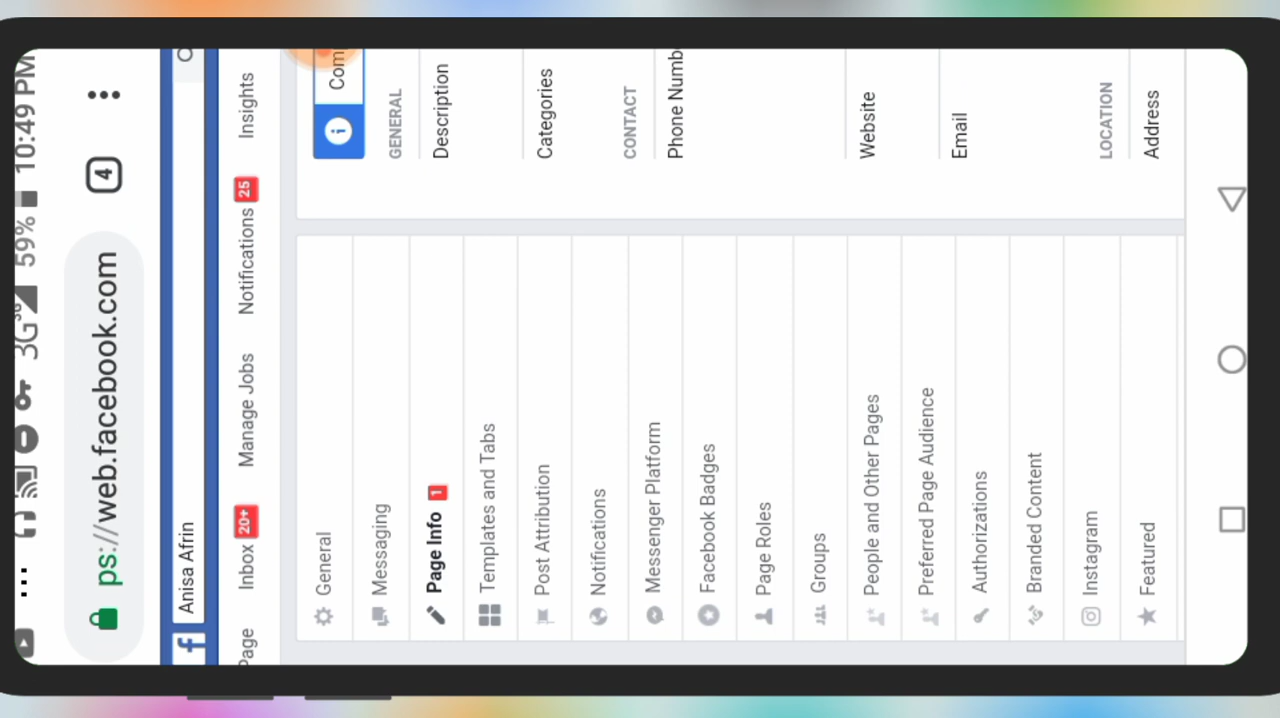 ... 3G 59% 10:49 PM
ps://web.facebook.com 4
f Anisa Afrin
Page Inbox 20+ Manage Jobs Notifications 25 Insights
General
Messaging
Page Info 1
Templates and Tabs
Post Attribution
Notifications
Messenger Platform
Facebook Badges
Page Roles
Groups
People and Other Pages
Preferred Page Audience
Authorizations
Branded Content
Instagram
Featured
i Com
GENERAL
Description
Categories
CONTACT
Phone Numb
Website
Email
LOCATION
Address